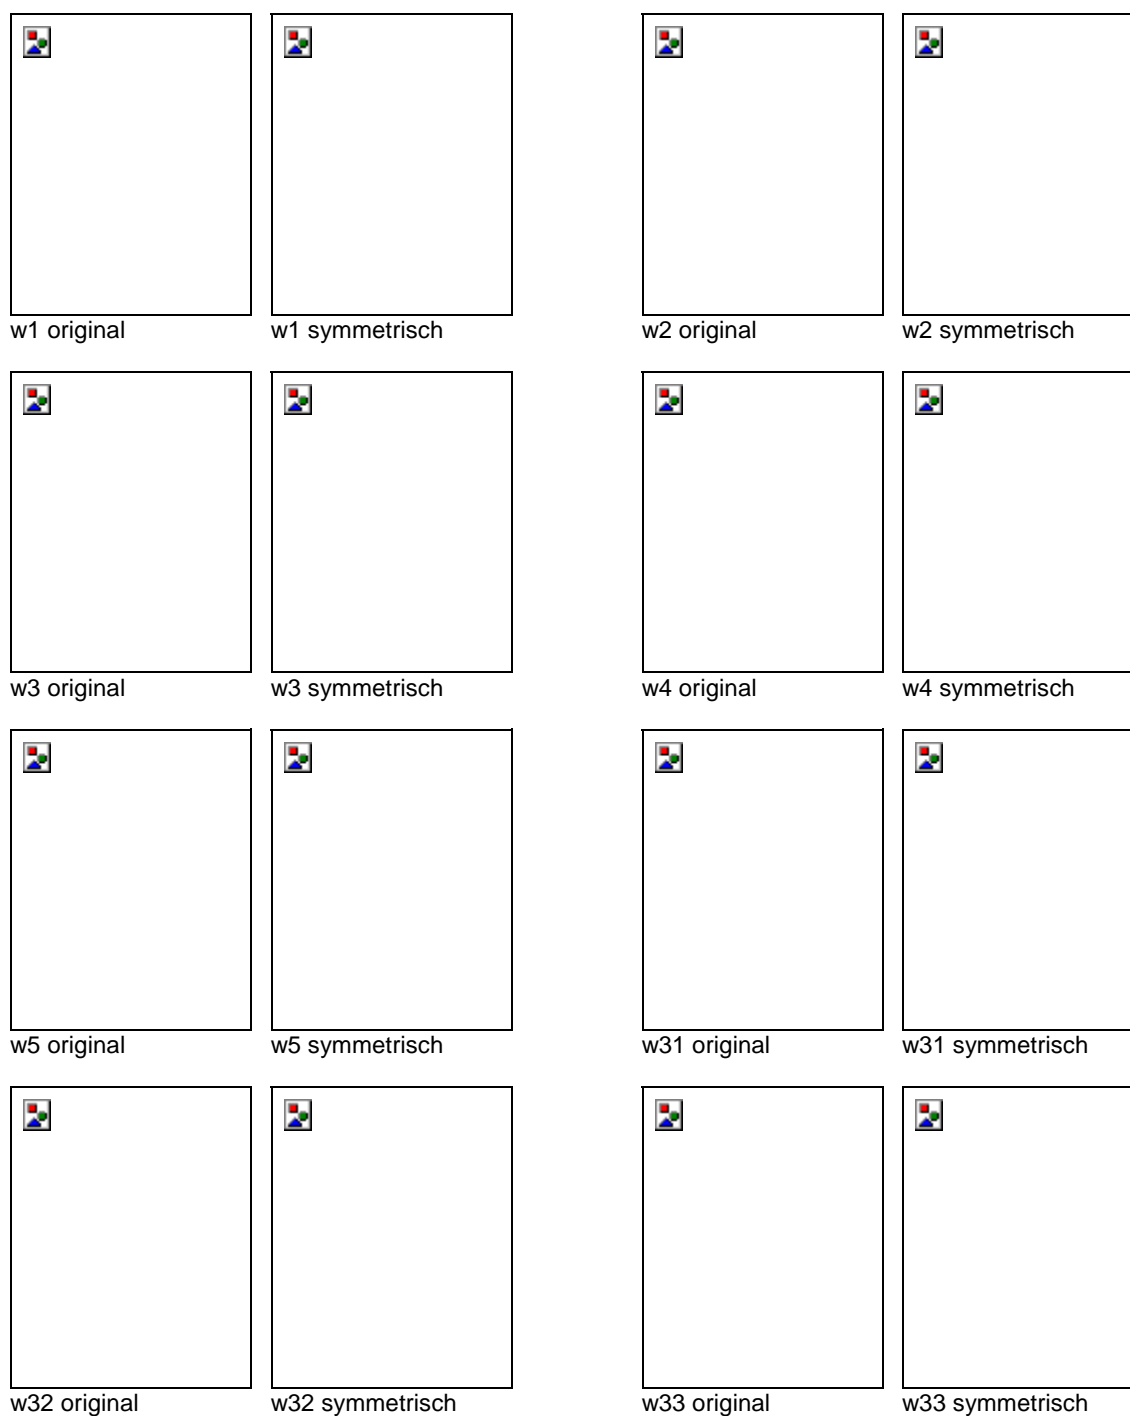 w1 original w1 symmetrisch w2 original w2 symmetrisch
w3 original w3 symmetrisch w4 original w4 symmetrisch
w5 original w5 symmetrisch w31 original w31 symmetrisch
w32 original w32 symmetrisch w33 original w33 symmetrisch